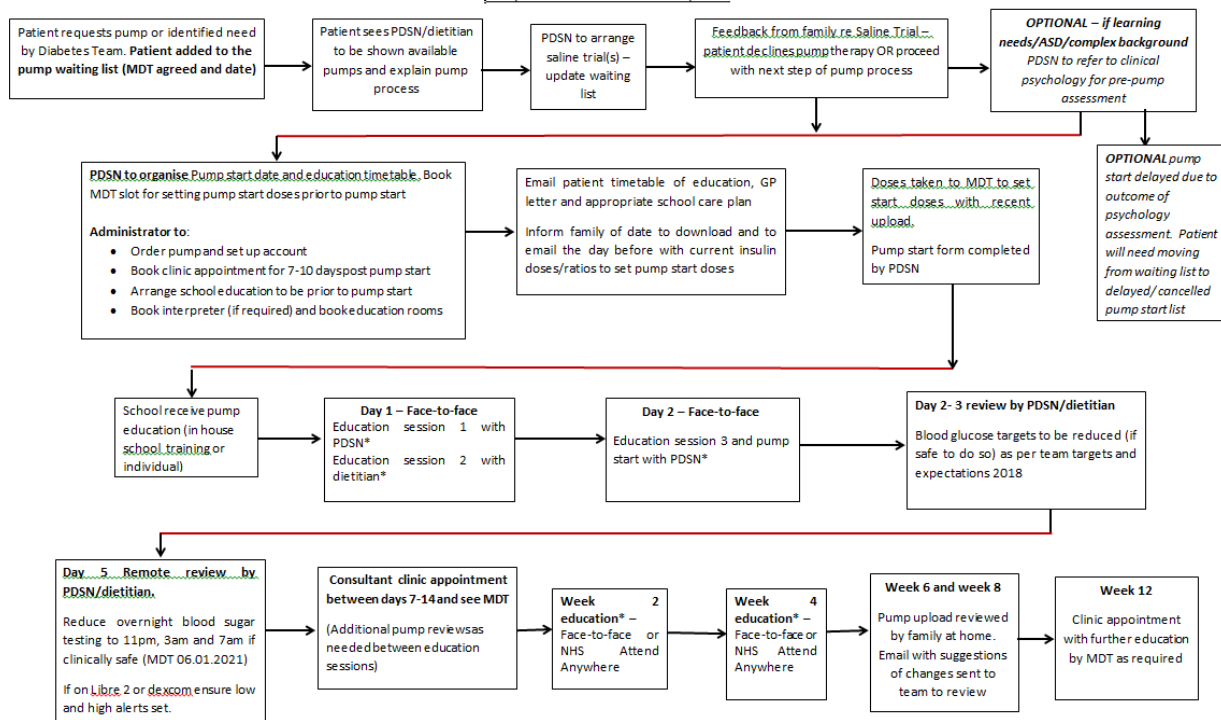 Patient requests pump or identified need
by Diabetes Team. Patient added to the
pump waiting list (MDT agreed and date)
Patient sees PDSN/dietitian
to be shown available
pumps and explain pump
process
PDSN to arrange
saline trial(s) –
update waiting
list
Feedback from family re Saline Trial –
patient declines pump therapy OR proceed
with next step of pump process
OPTIONAL – if learning
needs/ASD/complex background
PDSN to refer to clinical
psychology for pre-pump
assessment
OPTIONAL pump
start delayed due to
outcome of
psychology
assessment. Patient
will need moving
from waiting list to
delayed/ cancelled
pump start list
PDSN to organise Pump start date and education timetable. Book
MDT slot for setting pump start doses prior to pump start
Administrator to:
• Order pump and set up account
• Book clinic appointment for 7-10 days post pump start
• Arrange school education to be prior to pump start
• Book interpreter (if required) and book education rooms
Email patient timetable of education, GP
letter and appropriate school care plan
Inform family of date to download and to
email the day before with current insulin
doses/ratios to set pump start doses
Doses taken to MDT to set
start doses with recent
upload.
Pump start form completed
by PDSN
School receive pump
education (in house
school training or
individual)
Day 1 – Face-to-face
Education session 1 with
PDSN*
Education session 2 with
dietitian*
Day 2 – Face-to-face
Education session 3 and pump
start with PDSN*
Day 2- 3 review by PDSN/dietitian
Blood glucose targets to be reduced (if
safe to do so) as per team targets and
expectations 2018
Day 5 Remote review by
PDSN/dietitian.
Reduce overnight blood sugar
testing to 11pm, 3am and 7am if
clinically safe (MDT 06.01.2021)
If on Libre 2 or dexcom ensure low
and high alerts set.
Consultant clinic appointment
between days 7-14 and see MDT
(Additional pump reviews as
needed between education
sessions)
Week 2
education* –
Face-to-face or
NHS Attend
Anywhere
Week 4
education* –
Face-to-face or
NHS Attend
Anywhere
Week 6 and week 8
Pump upload reviewed
by family at home.
Email with suggestions
of changes sent to
team to review
Week 12
Clinic appointment
with further education
by MDT as required